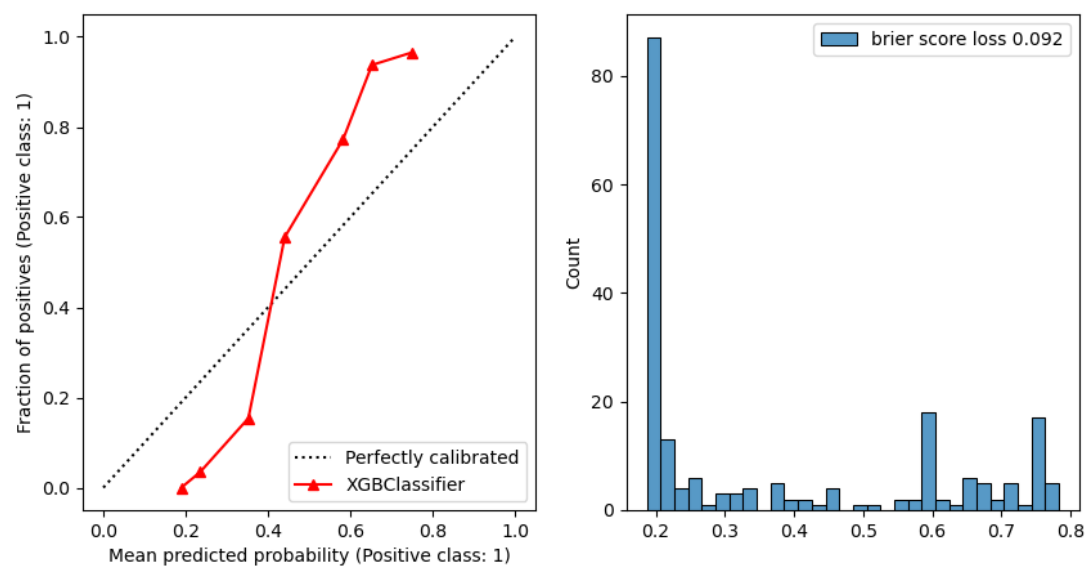 1.0
0.8
0.6
0.4
0.2
0.0
Fraction of positives (Positive class: 1)
Perfectly calibrated
XGBClassifier
0.0 0.2 0.4 0.6 0.8 1.0
Mean predicted probability (Positive class: 1)
brier score loss 0.092
80
60
40
20
0
Count
0.2 0.3 0.4 0.5 0.6 0.7 0.8